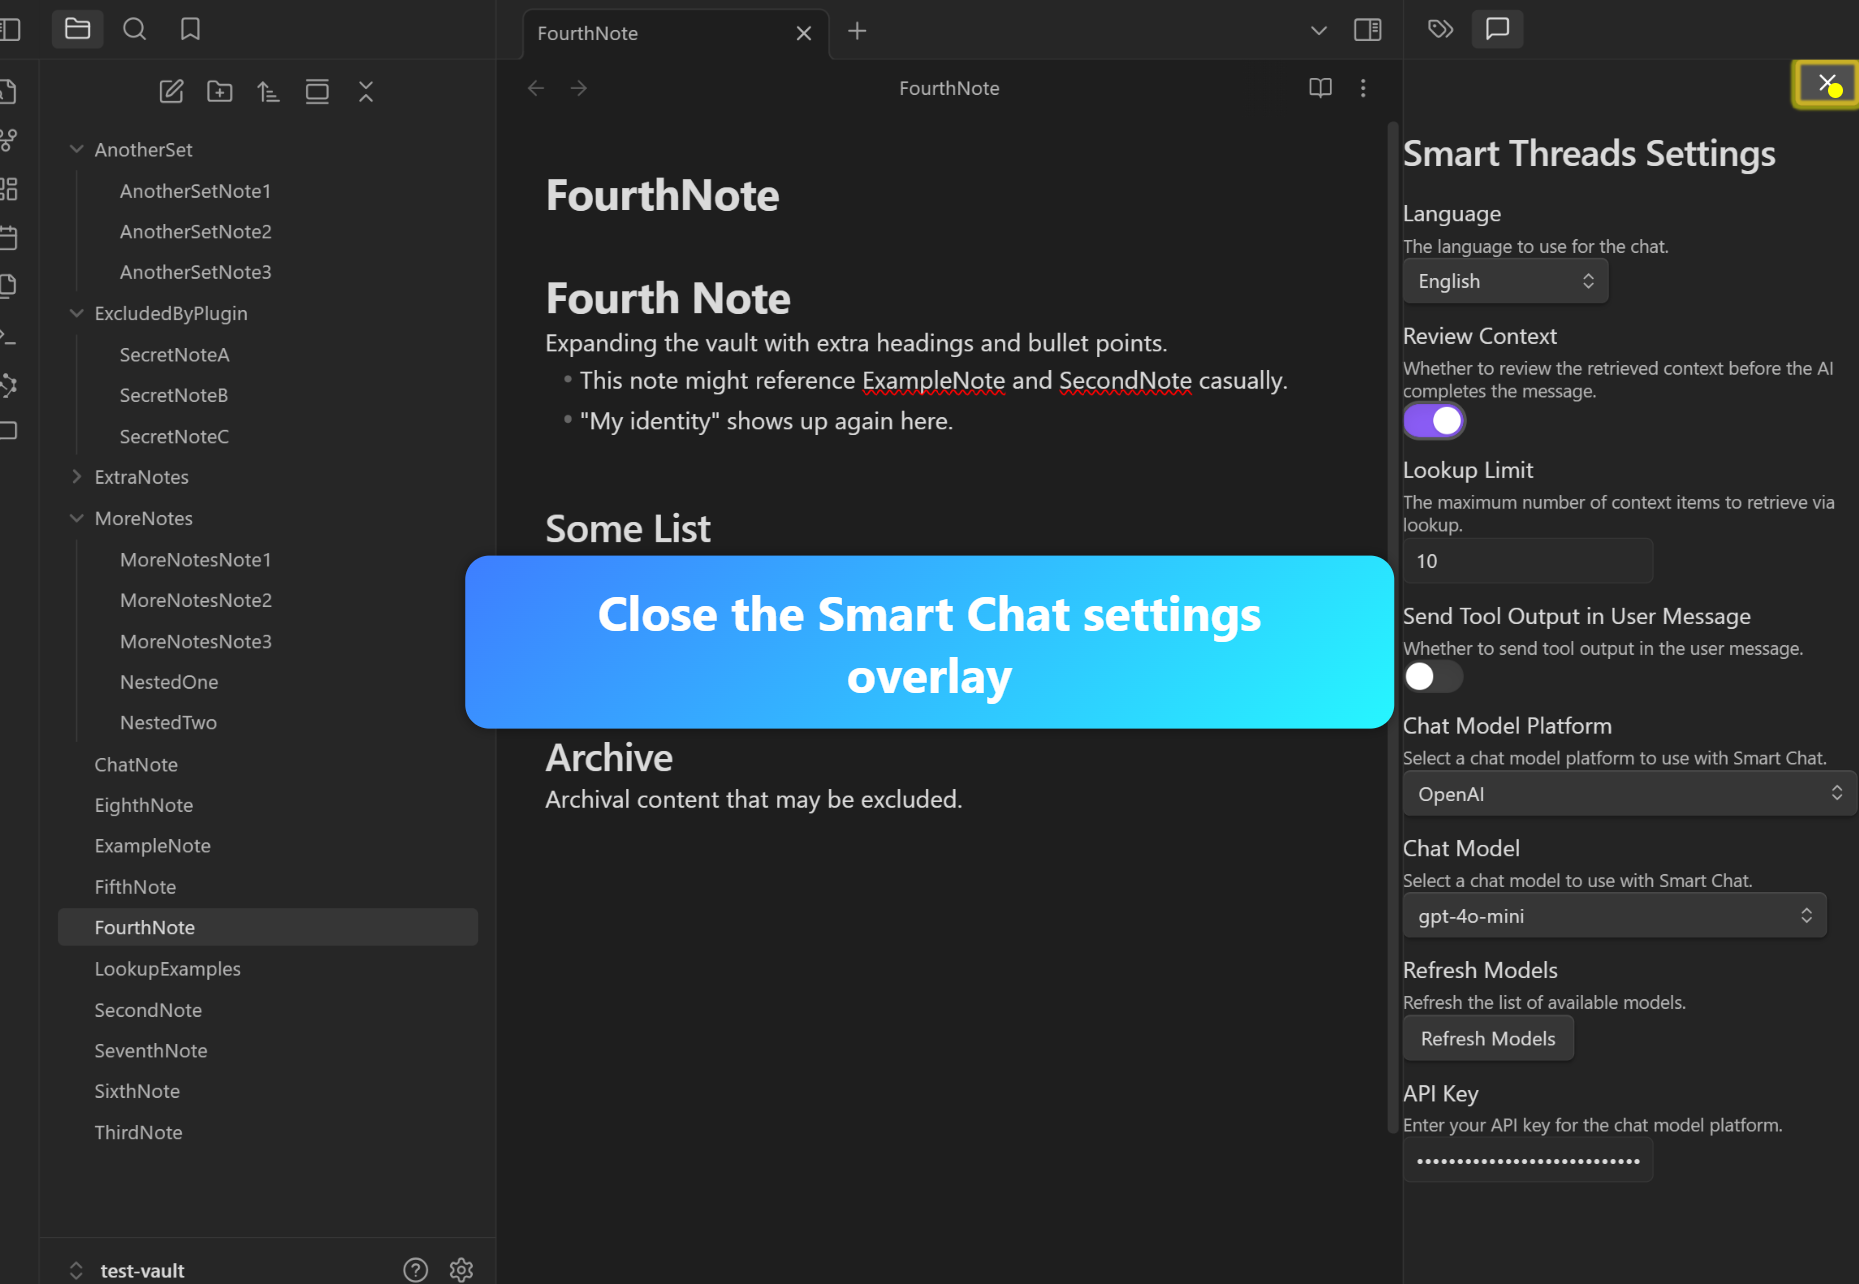 FourthNote
FourthNote
AnotherSet
AnotherSetNote1
AnotherSetNote2
AnotherSetNote3
ExcludedByPlugin
SecretNoteA
SecretNoteB
SecretNoteC
ExtraNotes
MoreNotes
MoreNotesNote1
MoreNotesNote2
MoreNotesNote3
NestedOne
NestedTwo
ChatNote
EighthNote
ExampleNote
FifthNote
FourthNote
LookupExamples
SecondNote
SeventhNote
SixthNote
ThirdNote
test-vault
FourthNote
Fourth Note
Expanding the vault with extra headings and bullet points.
This note might reference ExampleNote and SecondNote casually.
"My identity" shows up again here.
Some List
Close the Smart Chat settings
overlay
Archive
Archival content that may be excluded.
Smart Threads Settings
Language
The language to use for the chat.
English
Review Context
Whether to review the retrieved context before the AI
completes the message.
Lookup Limit
The maximum number of context items to retrieve via
lookup.
10
Send Tool Output in User Message
Whether to send tool output in the user message.
Chat Model Platform
Select a chat model platform to use with Smart Chat.
OpenAI
Chat Model
Select a chat model to use with Smart Chat.
gpt-4o-mini
Refresh Models
Refresh the list of available models.
Refresh Models
API Key
Enter your API key for the chat model platform.